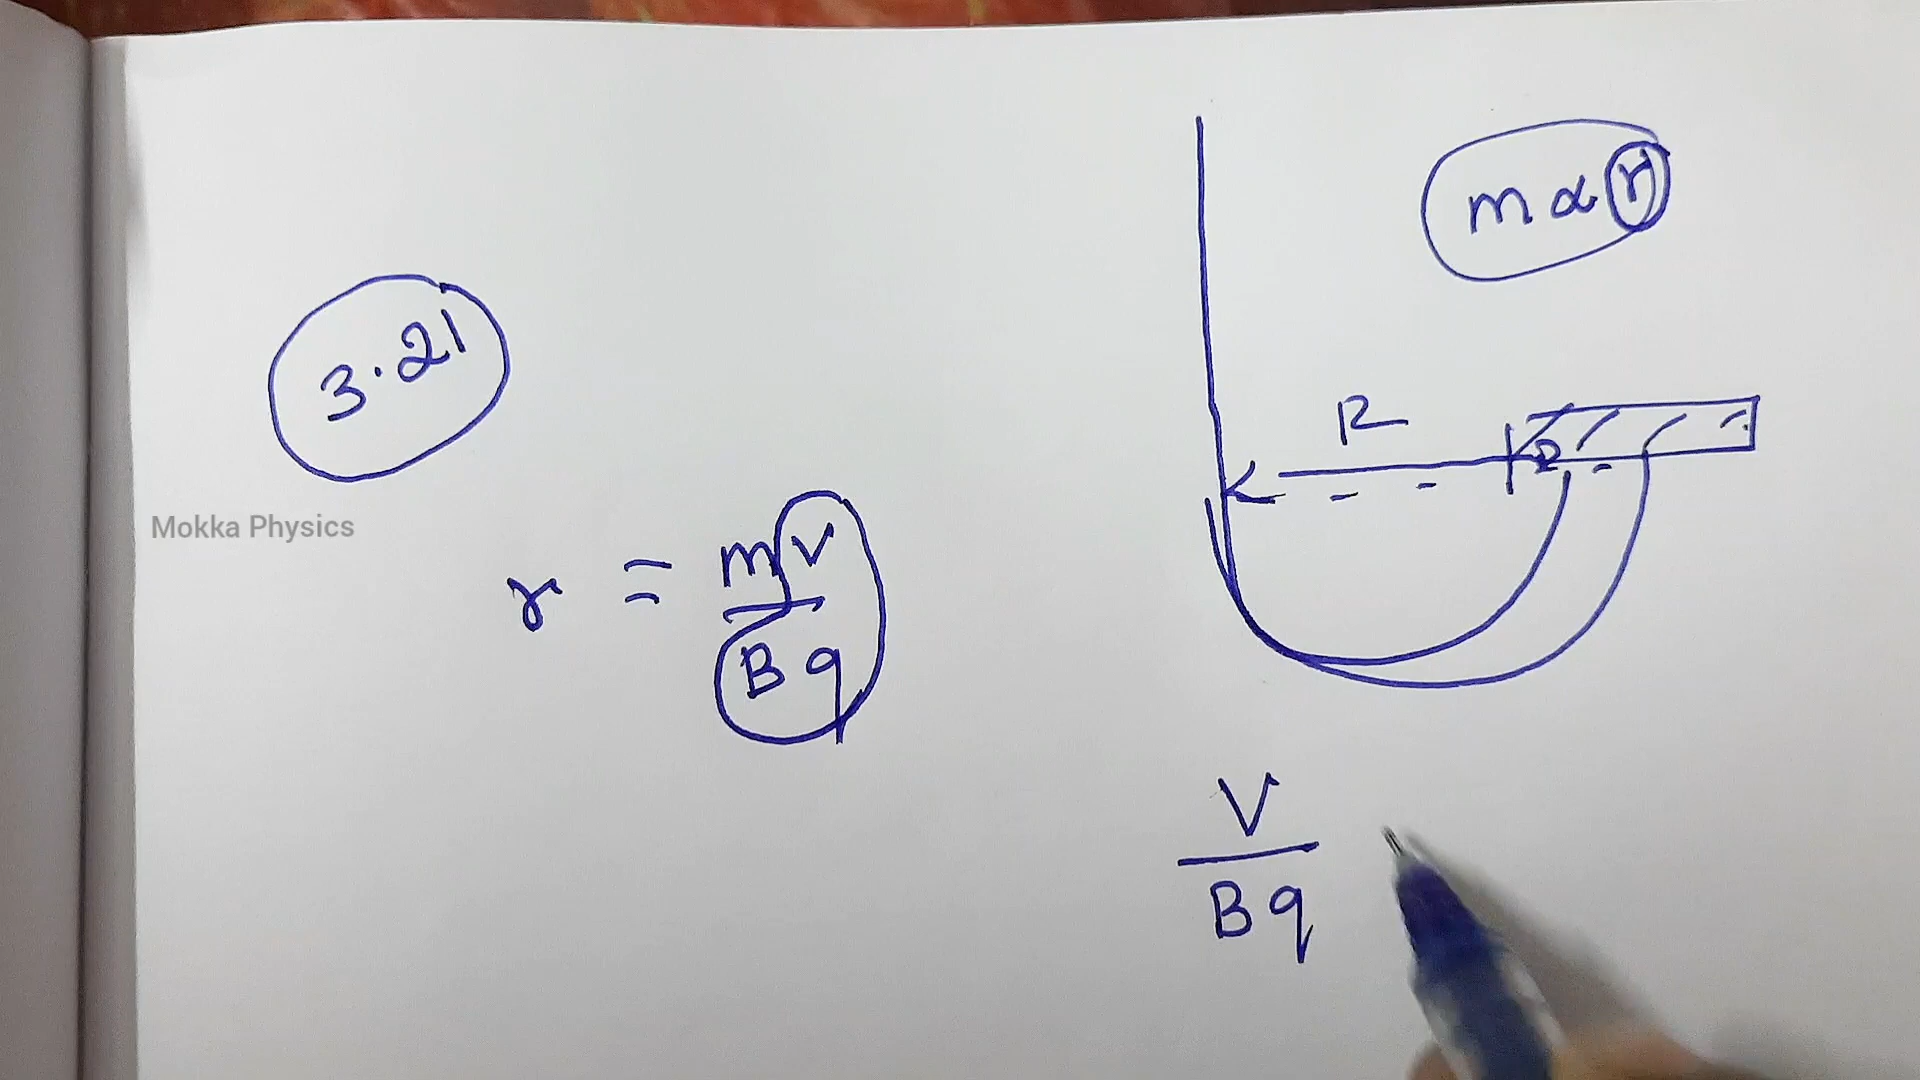 m α r
3.21
R
D
Mokka Physics
r = mv
Bq
V
Bq